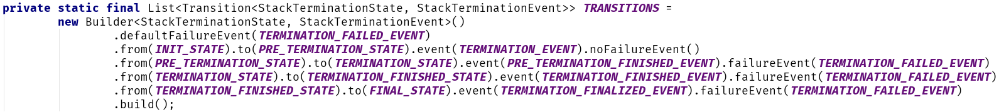 private static final List<Transition<StackTerminationState, StackTerminationEvent>> TRANSITIONS =
new Builder<StackTerminationState, StackTerminationEvent>()
.defaultFailureEvent(TERMINATION_FAILED_EVENT)
.from(INIT_STATE).to(PRE_TERMINATION_STATE).event(TERMINATION_EVENT).noFailureEvent()
.from(PRE_TERMINATION_STATE).to(TERMINATION_STATE).event(PRE_TERMINATION_FINISHED_EVENT).failureEvent(TERMINATION_FAILED_EVENT)
.from(TERMINATION_STATE).to(TERMINATION_FINISHED_STATE).event(TERMINATION_FINISHED_EVENT).failureEvent(TERMINATION_FAILED_EVENT)
.from(TERMINATION_FINISHED_STATE).to(FINAL_STATE).event(TERMINATION_FINALIZED_EVENT).failureEvent(TERMINATION_FAILED_EVENT)
.build();